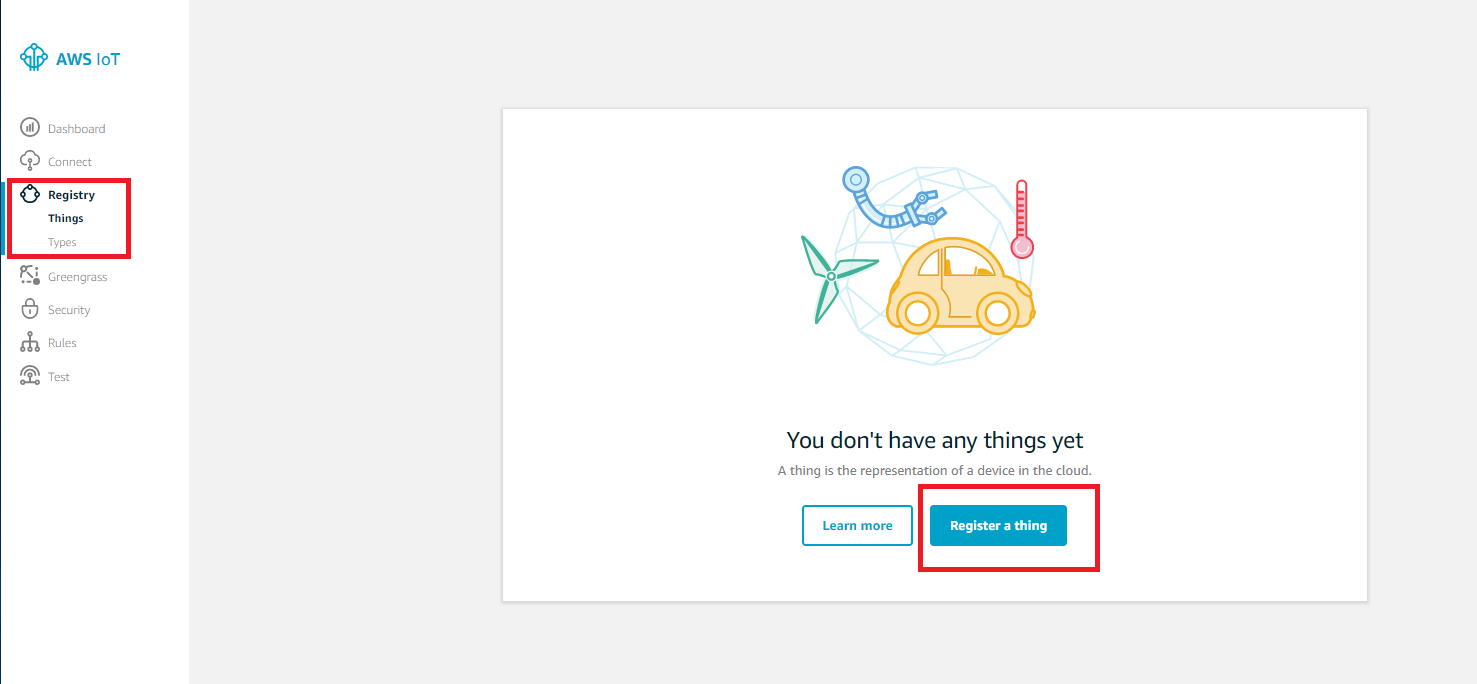 AWS IoT
Dashboard
Connect
Registry
Things
Types
Greengrass
Security
Rules
Test
You don't have any things yet
A thing is the representation of a device in the cloud.
Learn more
Register a thing